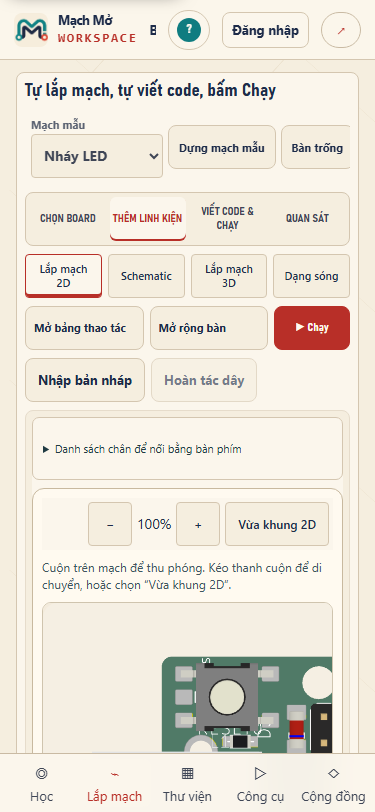 Mạch Mở
WORKSPACE
B
?
Đăng nhập
Tự lắp mạch, tự viết code, bấm Chạy
Mạch mẫu
Nháy LED
Dựng mạch mẫu
Bàn trống
CHỌN BOARD
THÊM LINH KIỆN
VIẾT CODE &
CHẠY
QUAN SÁT
Lắp mạch
2D
Schematic
Lắp mạch
3D
Dạng sóng
Mở bảng thao tác
Mở rộng bàn
Chạy
Nhập bản nháp
Hoàn tác dây
Danh sách chân để nối bằng bàn phím
−
100%
+
Vừa khung 2D
Cuộn trên mạch để thu phóng. Kéo thanh cuộn để di
chuyển, hoặc chọn “Vừa khung 2D”.
Học
Lắp mạch
Thư viện
Công cụ
Cộng đồng